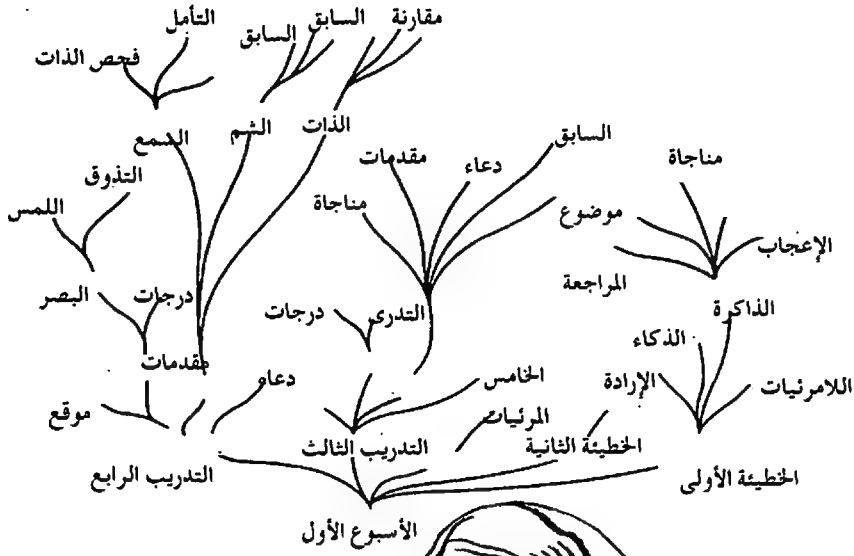 مقارنة
السابق
السابق
التأمل
فحص الذات
الذات
الشم
السمع
السابق
مناجاة
دعاء
مقدمات
التذوق
مناجاة
موضوع
اللمس
الإعجاب
المراجعة
البصر
درجات
درجات
التدرى
الذاكرة
الذكاء
مقدمات
دعاء
الخامس
الإرادة
اللامرئيات
موقع
المرئيات
التدريب الثالث
الخطيئة الثانية
الخطيئة الأولى
التدريب الرابع
الأسبوع الأول